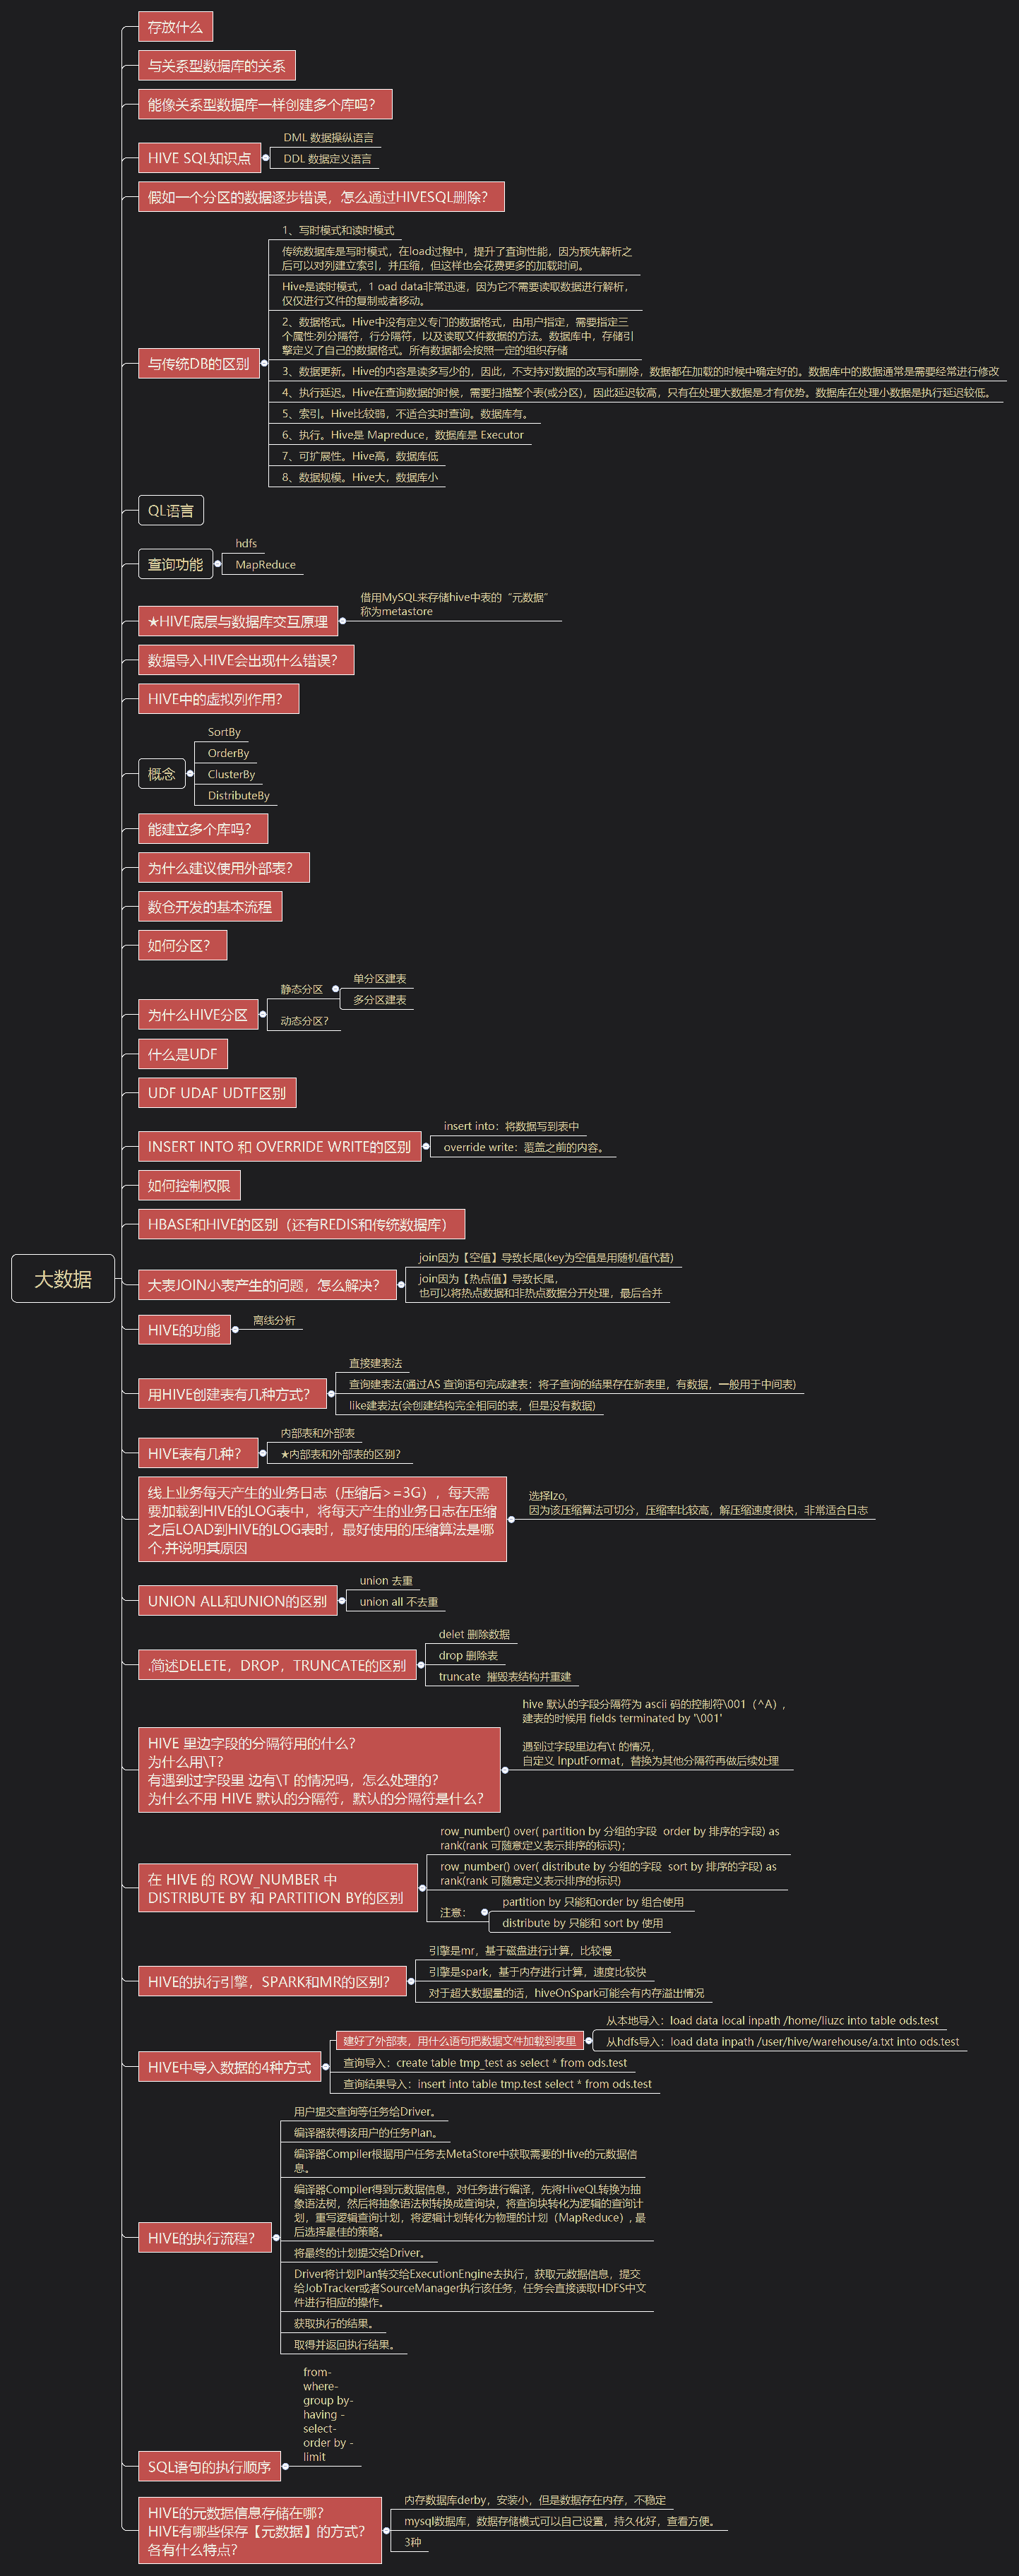 大数据
存放什么
与关系型数据库的关系
能像关系型数据库一样创建多个库吗？
HIVE SQL知识点
DML 数据操纵语言
DDL 数据定义语言
假如一个分区的数据逐步错误，怎么通过HIVESQL删除？
与传统DB的区别
1、写时模式和读时模式
传统数据库是写时模式，在load过程中，提升了査询性能，因为预先解析之
后可以对列建立索引，并压缩，但这样也会花费更多的加载时间。
Hive是读时模式，1 oad data非常迅速，因为它不需要读取数据进行解析，
仅仅进行文件的复制或者移动。
2、数据格式。Hive中没有定义专门的数据格式，由用户指定，需要指定三
个属性:列分隔符，行分隔符，以及读取文件数据的方法。数据库中，存储引
擎定义了自己的数据格式。所有数据都会按照一定的组织存储
3、数据更新。Hive的内容是读多写少的，因此，不支持对数据的改写和删除，数据都在加载的时候中确定好的。数据库中的数据通常是需要经常进行修改
4、执行延迟。Hive在查询数据的时候，需要扫描整个表(或分区)，因此延迟较高，只有在处理大数据是才有优势。数据库在处理小数据是执行延迟较低。
5、索引。Hive比较弱，不适合实时查询。数据库有。
6、执行。Hive是 Mapreduce，数据库是 Executor
7、可扩展性。Hive高，数据库低
8、数据规模。Hive大，数据库小
QL语言
查询功能
hdfs
MapReduce
★HIVE底层与数据库交互原理
借用MySQL来存储hive中表的“元数据”
称为metastore
数据导入HIVE会出现什么错误？
HIVE中的虚拟列作用？
概念
SortBy
OrderBy
ClusterBy
DistributeBy
能建立多个库吗？
为什么建议使用外部表？
数仓开发的基本流程
如何分区？
为什么HIVE分区
静态分区
单分区建表
多分区建表
动态分区？
什么是UDF
UDF UDAF UDTF区别
INSERT INTO 和 OVERRIDE WRITE的区别
insert into：将数据写到表中
override write：覆盖之前的内容。
如何控制权限
HBASE和HIVE的区别（还有REDIS和传统数据库）
大表JOIN小表产生的问题，怎么解决？
join因为【空值】导致长尾(key为空值是用随机值代替)
join因为【热点值】导致长尾，
也可以将热点数据和非热点数据分开处理，最后合并
HIVE的功能
离线分析
用HIVE创建表有几种方式？
直接建表法
查询建表法(通过AS 查询语句完成建表：将子查询的结果存在新表里，有数据，一般用于中间表)
like建表法(会创建结构完全相同的表，但是没有数据)
HIVE表有几种？
内部表和外部表
★内部表和外部表的区别？
线上业务每天产生的业务日志（压缩后>=3G），每天需
要加载到HIVE的LOG表中，将每天产生的业务日志在压缩
之后LOAD到HIVE的LOG表时，最好使用的压缩算法是哪
个,并说明其原因
选择lzo,
因为该压缩算法可切分，压缩率比较高，解压缩速度很快，非常适合日志
UNION ALL和UNION的区别
union 去重
union all 不去重
.简述DELETE，DROP，TRUNCATE的区别
delet 删除数据
drop 删除表
truncate  摧毁表结构并重建
HIVE 里边字段的分隔符用的什么？
为什么用\T？
有遇到过字段里 边有\T 的情况吗，怎么处理的？
为什么不用 HIVE 默认的分隔符，默认的分隔符是什么？
hive 默认的字段分隔符为 ascii 码的控制符\001（^A）,
建表的时候用 fields terminated by '\001'
遇到过字段里边有\t 的情况，
自定义 InputFormat，替换为其他分隔符再做后续处理
在 HIVE 的 ROW_NUMBER 中
DISTRIBUTE BY 和 PARTITION BY的区别
row_number() over( partition by 分组的字段  order by 排序的字段) as
rank(rank 可随意定义表示排序的标识)；
row_number() over( distribute by 分组的字段  sort by 排序的字段) as
rank(rank 可随意定义表示排序的标识)
注意：
partition by 只能和order by 组合使用
distribute by 只能和 sort by 使用
HIVE的执行引擎，SPARK和MR的区别？
引擎是mr，基于磁盘进行计算，比较慢
引擎是spark，基于内存进行计算，速度比较快
对于超大数据量的话，hiveOnSpark可能会有内存溢出情况
HIVE中导入数据的4种方式
建好了外部表，用什么语句把数据文件加载到表里
从本地导入：load data local inpath /home/liuzc into table ods.test
从hdfs导入：load data inpath /user/hive/warehouse/a.txt into ods.test
查询导入：create table tmp_test as select * from ods.test
查询结果导入：insert into table tmp.test select * from ods.test
HIVE的执行流程？
用户提交查询等任务给Driver。
编译器获得该用户的任务Plan。
编译器Compiler根据用户任务去MetaStore中获取需要的Hive的元数据信
息。
编译器Compiler得到元数据信息，对任务进行编译，先将HiveQL转换为抽
象语法树，然后将抽象语法树转换成查询块，将查询块转化为逻辑的查询计
划，重写逻辑查询计划，将逻辑计划转化为物理的计划（MapReduce）, 最
后选择最佳的策略。
将最终的计划提交给Driver。
Driver将计划Plan转交给ExecutionEngine去执行，获取元数据信息，提交
给JobTracker或者SourceManager执行该任务，任务会直接读取HDFS中文
件进行相应的操作。
获取执行的结果。
取得并返回执行结果。
SQL语句的执行顺序
from-
where-
group by-
having -
select-
order by -
limit
HIVE的元数据信息存储在哪？
HIVE有哪些保存【元数据】的方式？
各有什么特点？
内存数据库derby，安装小，但是数据存在内存，不稳定
mysql数据库，数据存储模式可以自己设置，持久化好，查看方便。
3种